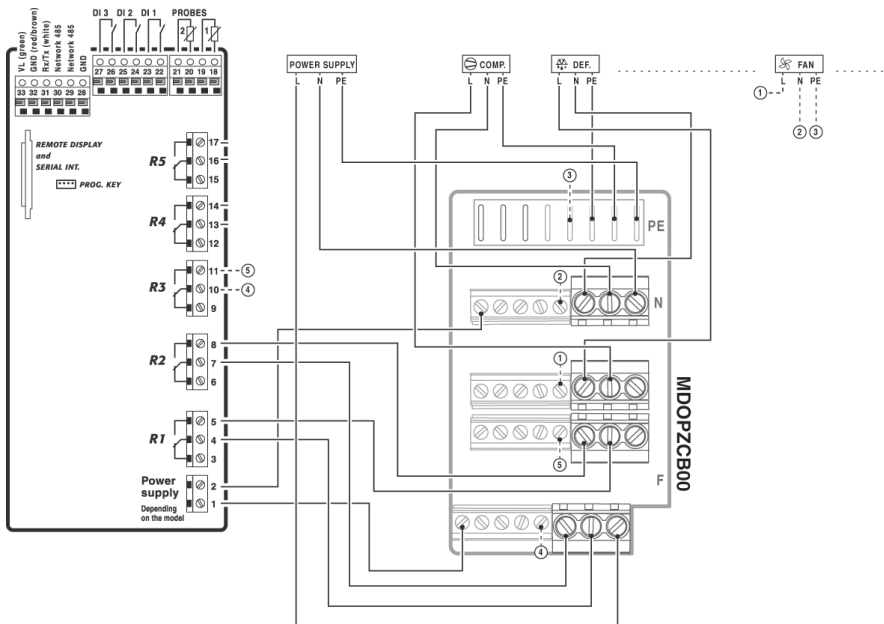 DI 3 DI 2 DI 1 PROBES
2 1
VL (green)
GND (red/brown)
Rx/Tx (white)
Network 485
Network 485
GND
33 32 31 30 29 28
27 26 25 24 23 22
21 20 19 18
REMOTE DISPLAY
and
SERIAL INT.
PROG. KEY
R5
17
16
15
R4
14
13
12
R3
11 5
10 4
9
R2
8
7
6
R1
5
4
3
Power
supply
Depending
on the model
2
1
POWER SUPPLY
L N PE
COMP.
L N PE
DEF.
L N PE
FAN
L N PE
1
2 3
3
PE
2
N
1
5
F
4
MDOPZCB00